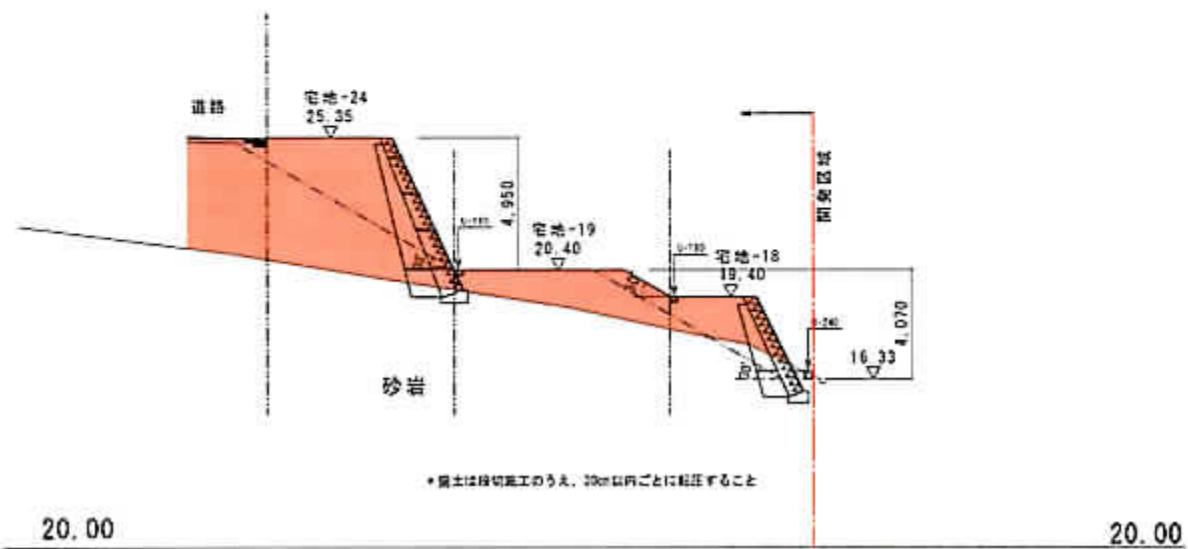 道路
宅地-24
25.35
4,950
宅地-19
20.40
宅地-18
19.40
開発区域
4,070
16.33
砂岩
*盛土は段切施工のうえ、30cm以内ごとに転圧すること
20.00
20.00